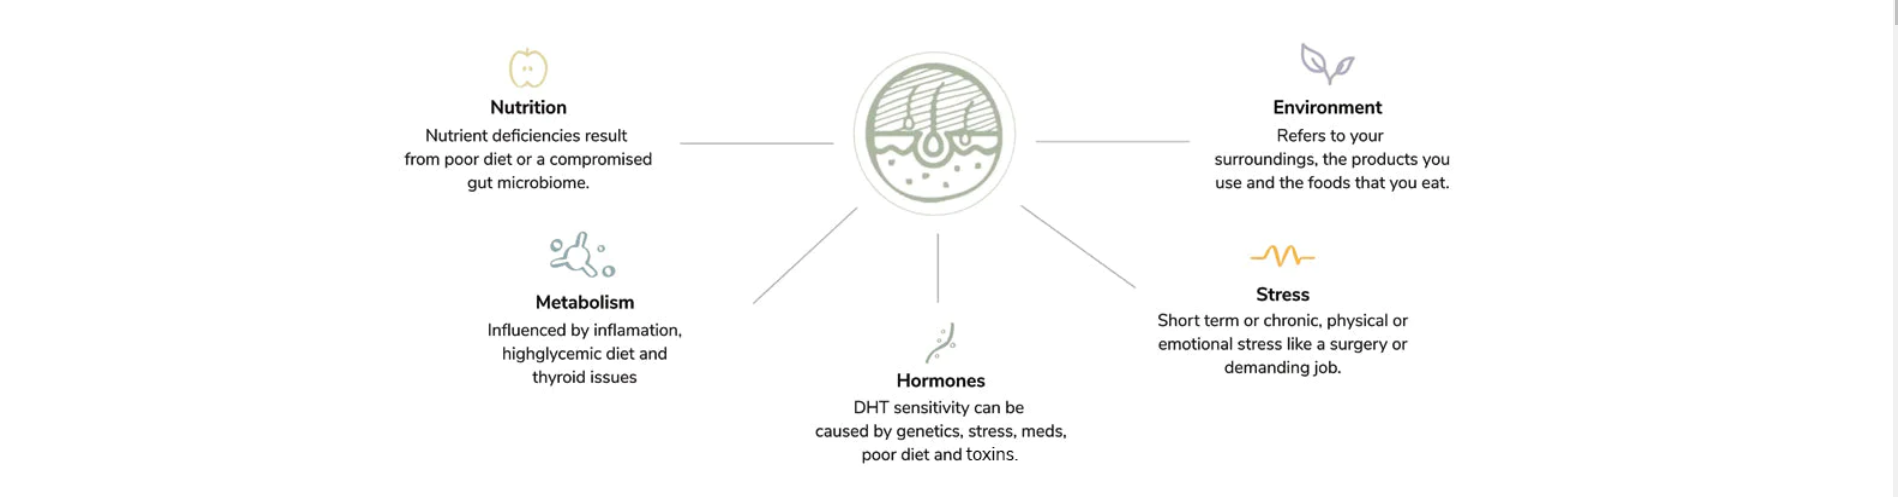 Nutrition
Nutrient deficiencies result
from poor diet or a compromised
gut microbiome.
Environment
Refers to your
surroundings, the products you
use and the foods that you eat.
Metabolism
Influenced by inflamation,
highglycemic diet and
thyroid issues
Stress
Short term or chronic, physical or
emotional stress like a surgery or
demanding job.
Hormones
DHT sensitivity can be
caused by genetics, stress, meds,
poor diet and toxins.